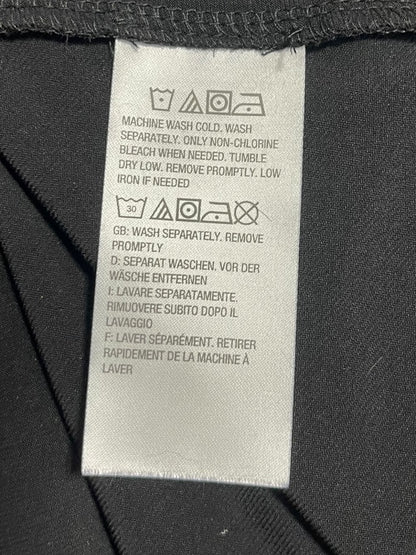 MACHINE WASH COLD. WASH
SEPARATELY. ONLY NON-CHLORINE
BLEACH WHEN NEEDED. TUMBLE
DRY LOW. REMOVE PROMPTLY. LOW
IRON IF NEEDED
30
GB: WASH SEPARATELY. REMOVE
PROMPTLY
D: SEPARAT WASCHEN. VOR DER
WÄSCHE ENTFERNEN
I: LAVARE SEPARATAMENTE.
RIMUOVERE SUBITO DOPO IL
LAVAGGIO
F: LAVER SÉPARÉMENT. RETIRER
RAPIDEMENT DE LA MACHINE À
LAVER